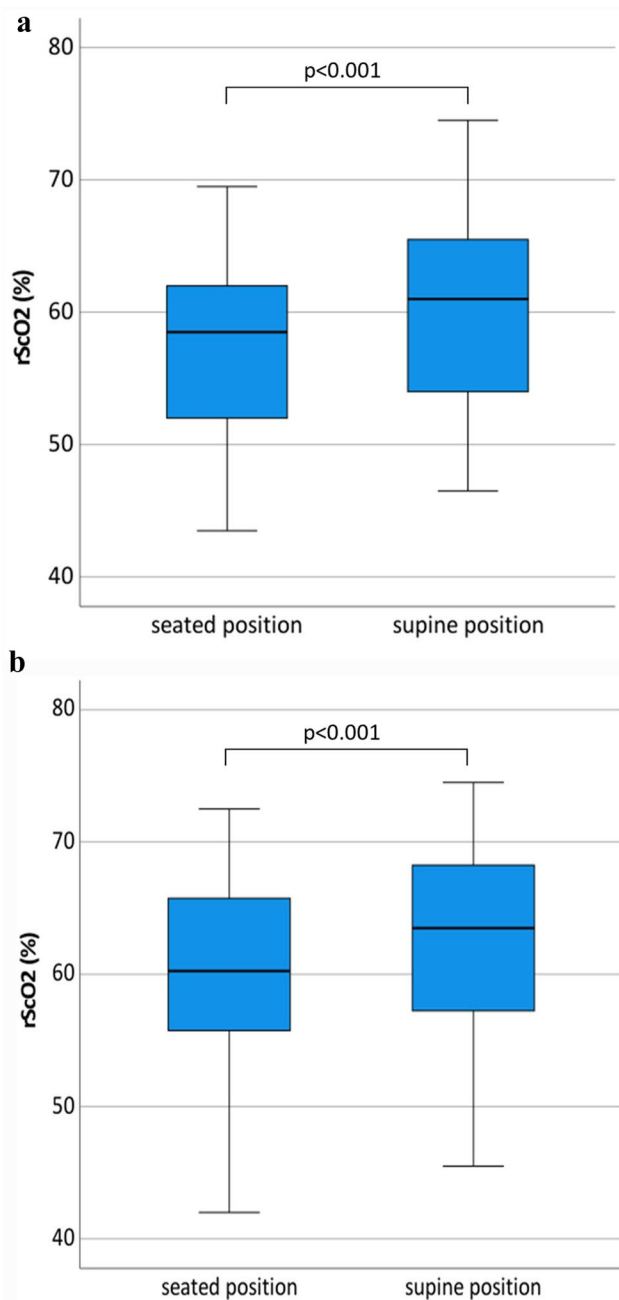 a
80
p<0.001
70
rScO2 (%)
60
50
40
seated position supine position
b
80
p<0.001
70
rScO2 (%)
60
50
40
seated position supine position